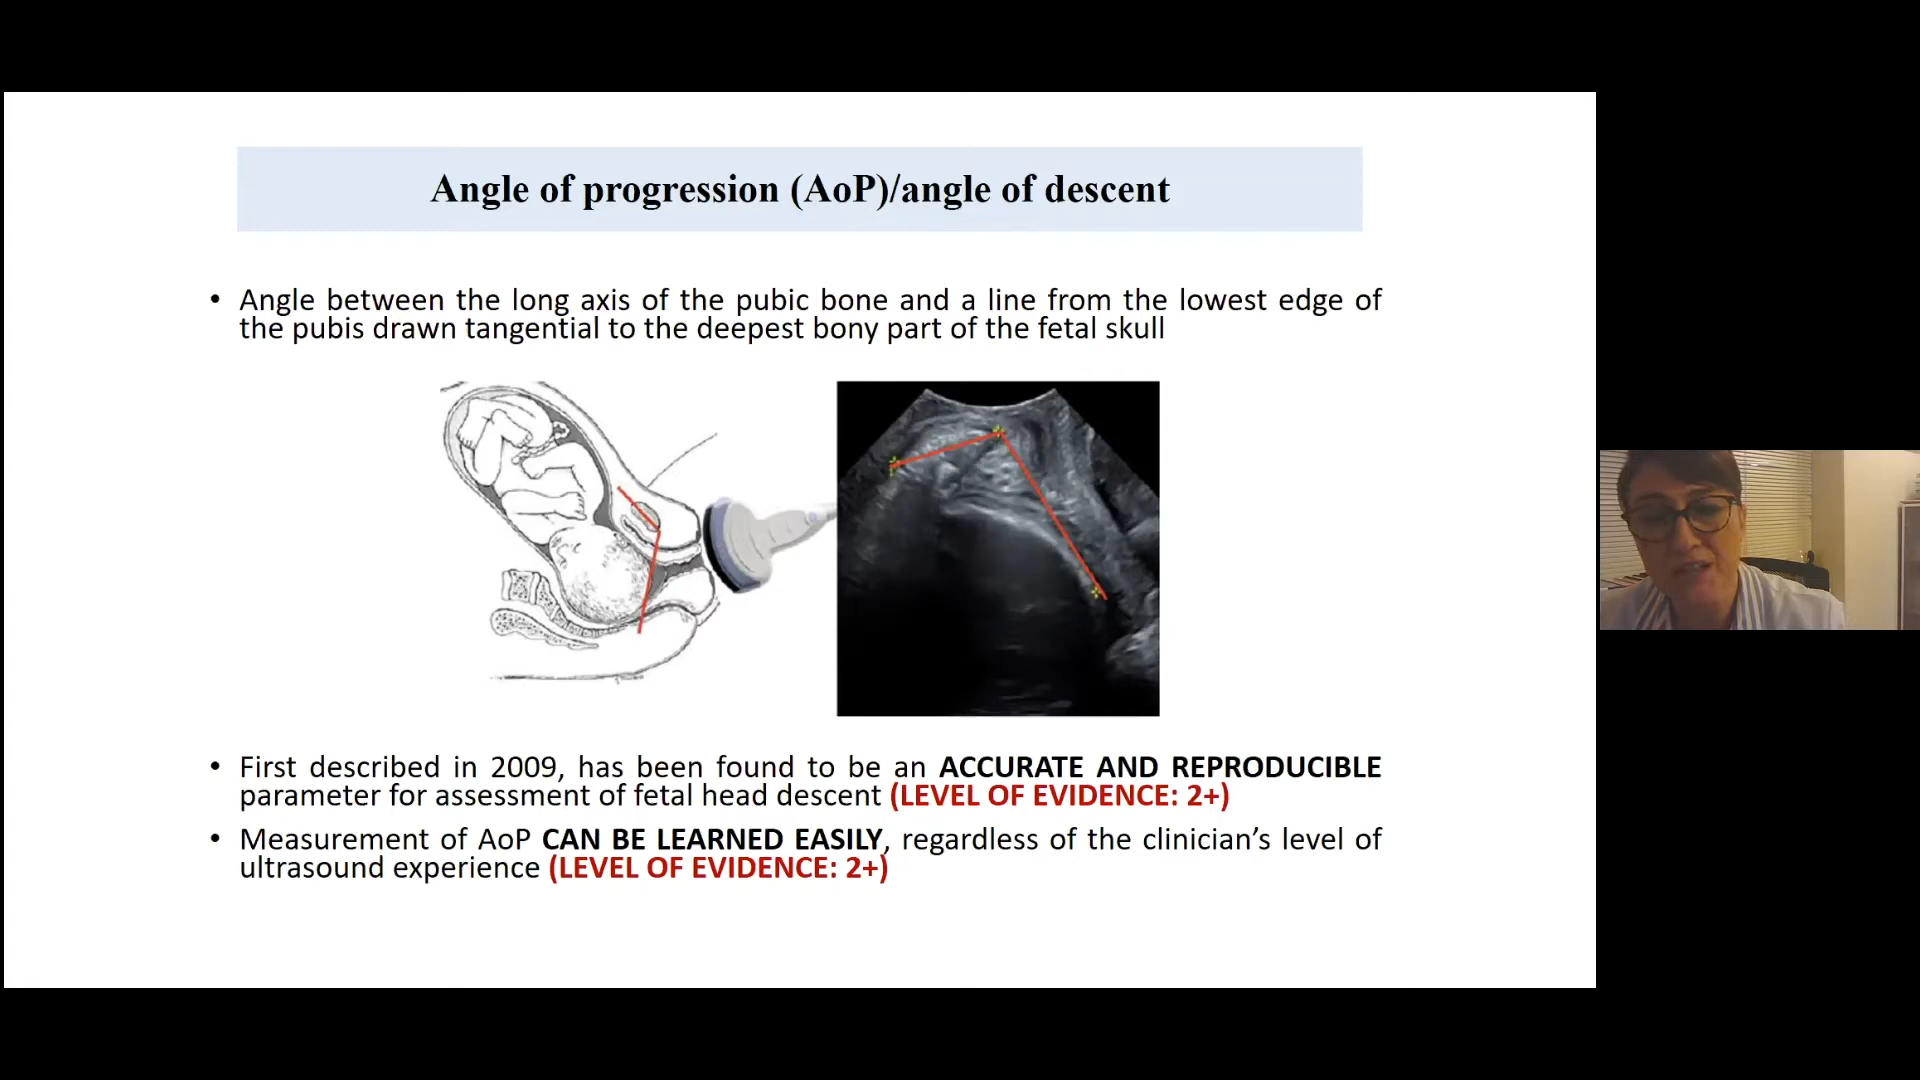 Angle of progression (AoP)/angle of descent
• Angle between the long axis of the pubic bone and a line from the lowest edge of
the pubis drawn tangential to the deepest bony part of the fetal skull
• First described in 2009, has been found to be an ACCURATE AND REPRODUCIBLE
parameter for assessment of fetal head descent (LEVEL OF EVIDENCE: 2+)
• Measurement of AoP CAN BE LEARNED EASILY, regardless of the clinician’s level of
ultrasound experience (LEVEL OF EVIDENCE: 2+)